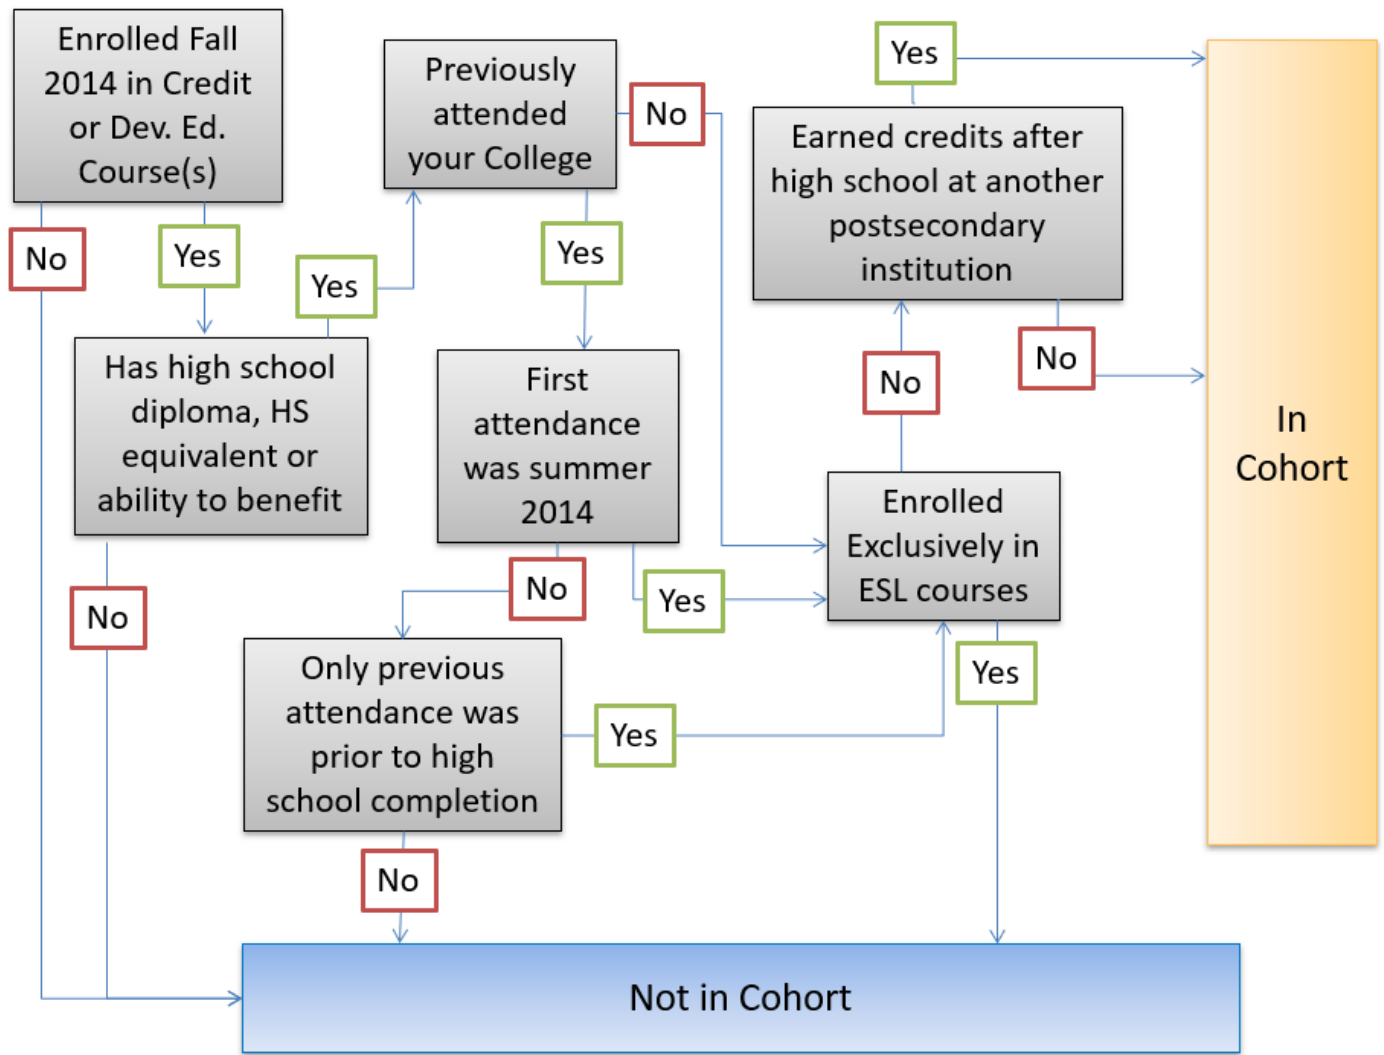 Enrolled Fall
2014 in Credit
or Dev. Ed.
Course(s)
No
Yes
Has high school
diploma, HS
equivalent or
ability to benefit
No
Yes
Previously
attended
your College
No
Yes
First
attendance
was summer
2014
No
Yes
Only previous
attendance was
prior to high
school completion
Yes
No
Enrolled
Exclusively in
ESL courses
No
Yes
Earned credits after
high school at another
postsecondary
institution
Yes
No
In
Cohort
Not in Cohort